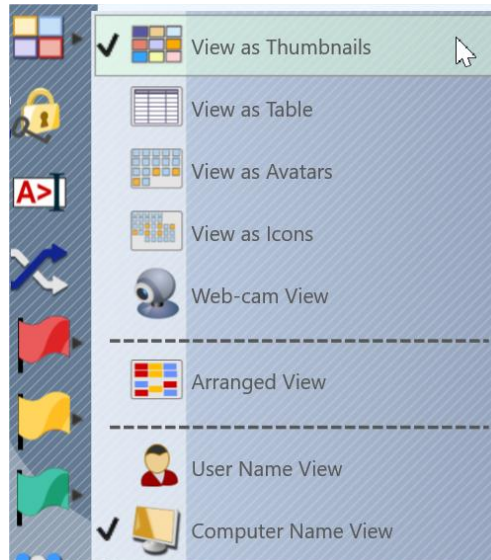 View as Thumbnails
View as Table
A>
View as Avatars
View as Icons
Web-cam View
Arranged View
User Name View
Computer Name View